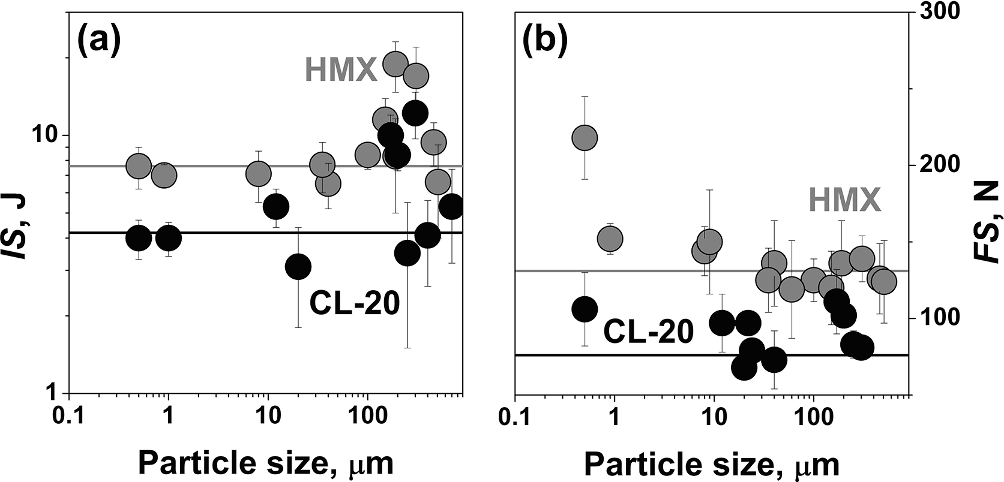 (a)
HMX
10
IS, J
CL-20
1
0.1 1 10 100
Particle size, μm
(b)
300
200
HMX
FS, N
CL-20
100
0.1 1 10 100
Particle size, μm